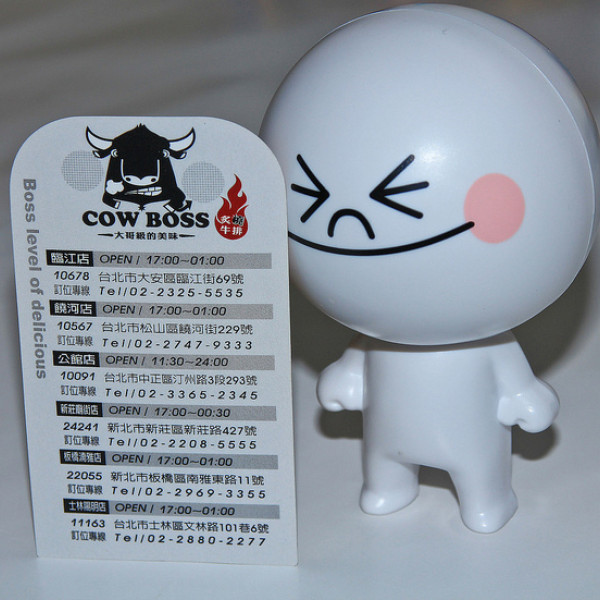 COW BOSS
大哥級的美味
炙燒牛排
Boss level of delicious
臨江店 OPEN / 17:00~01:00
10678 台北市大安區臨江街69號
訂位專線 Tel/02-2325-5535
饒河店 OPEN / 17:00~01:00
10567 台北市松山區饒河街229號
訂位專線 Tel/02-2747-9333
公館店 OPEN / 11:30~24:00
10091 台北市中正區汀州路3段293號
訂位專線 Tel/02-3365-2345
新莊廟街店 OPEN / 17:00~00:30
24241 新北市新莊區新莊路427號
訂位專線 Tel/02-2208-5555
板橋湳雅店 OPEN / 17:00~01:00
22055 新北市板橋區南雅東路11號
訂位專線 Tel/02-2969-3355
士林陽明店 OPEN / 17:00~01:00
11163 台北市士林區文林路101巷6號
訂位專線 Tel/02-2880-2277